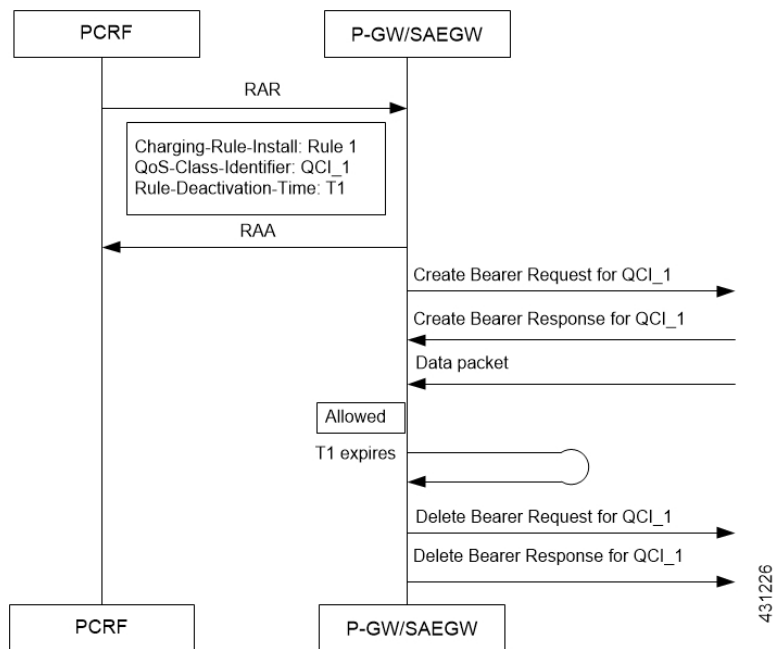 PCRF
P-GW/SAEGW
RAR
Charging-Rule-Install: Rule 1
QoS-Class-Identifier: QCI_1
Rule-Deactivation-Time: T1
RAA
Create Bearer Request for QCI_1
Create Bearer Response for QCI_1
Data packet
Allowed
T1 expires
Delete Bearer Request for QCI_1
Delete Bearer Response for QCI_1
431226
PCRF
P-GW/SAEGW